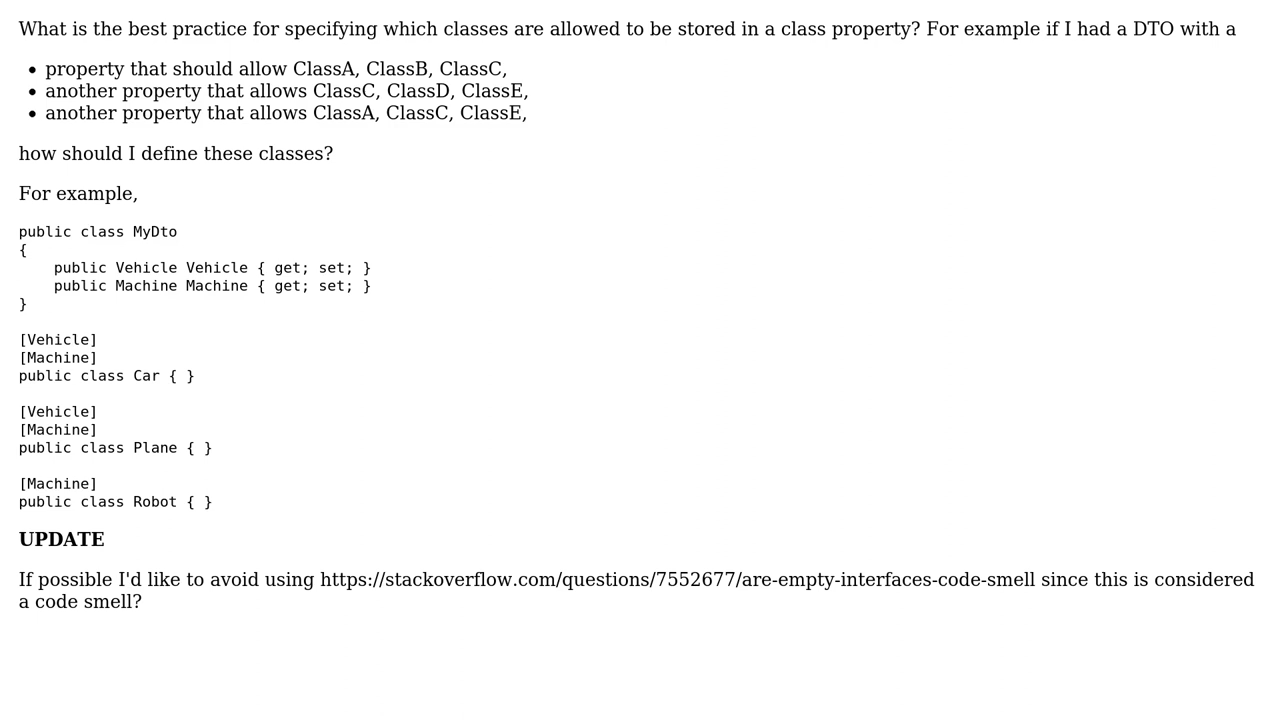 What is the best practice for specifying which classes are allowed to be stored in a class property? For example if I had a DTO with a
• property that should allow ClassA, ClassB, ClassC,
• another property that allows ClassC, ClassD, ClassE,
• another property that allows ClassA, ClassC, ClassE,
how should I define these classes?
For example,
public class MyDto
{
    public Vehicle Vehicle { get; set; }
    public Machine Machine { get; set; }
}
[Vehicle]
[Machine]
public class Car { }
[Vehicle]
[Machine]
public class Plane { }
[Machine]
public class Robot { }
UPDATE
If possible I'd like to avoid using https://stackoverflow.com/questions/7552677/are-empty-interfaces-code-smell since this is considered
a code smell?